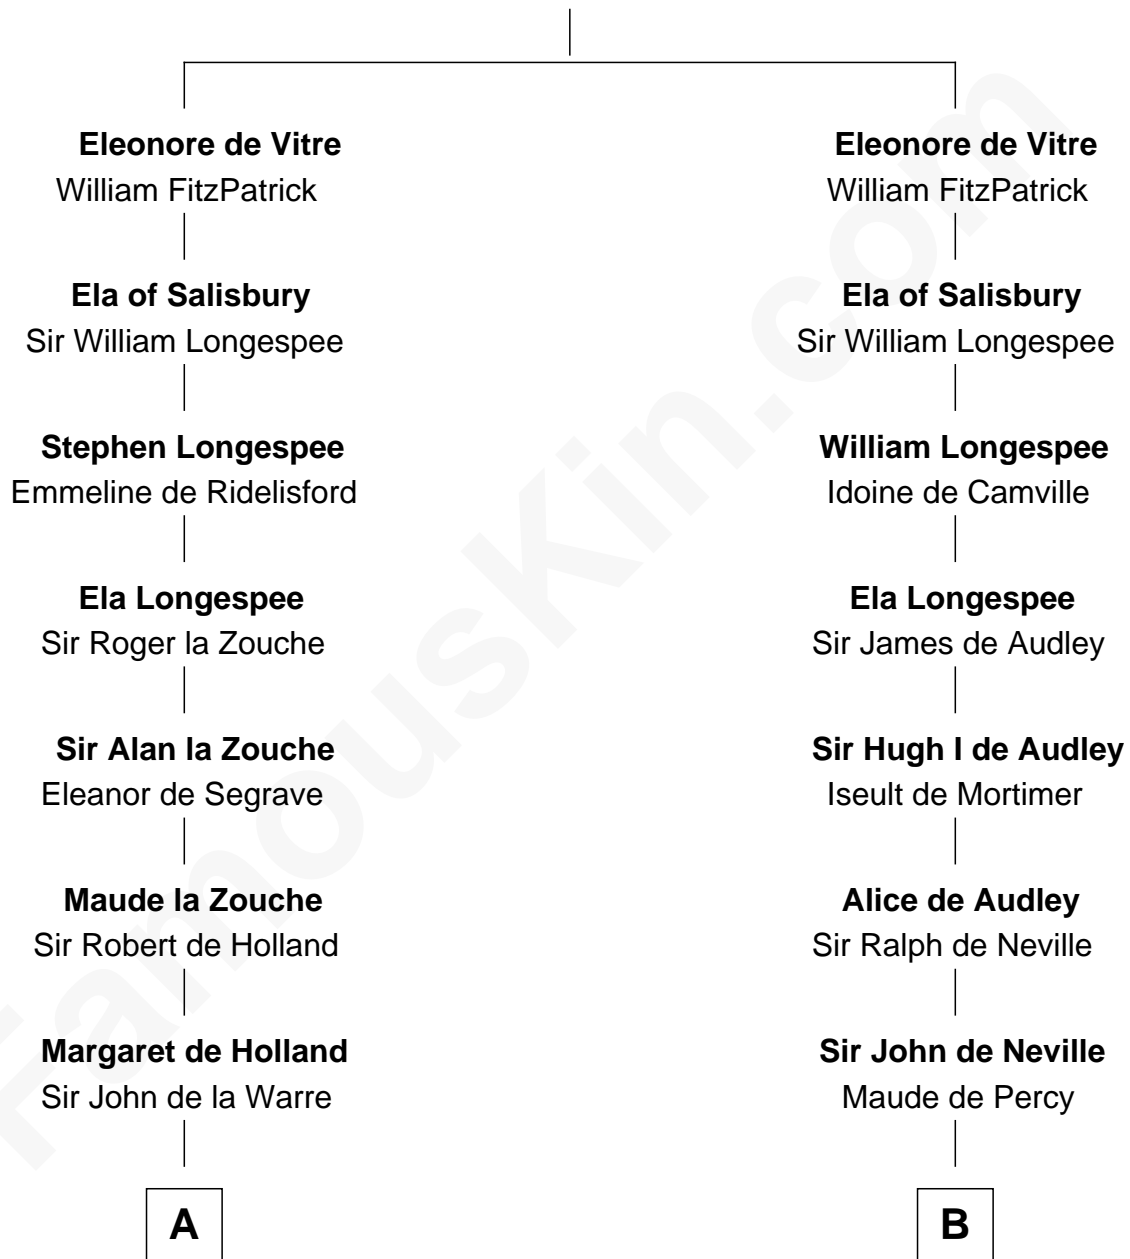 Eleonore de Vitre
William FitzPatrick
Ela of Salisbury
Sir William Longespee
Stephen Longespee
Emmeline de Ridelisford
Ela Longespee
Sir Roger la Zouche
Sir Alan la Zouche
Eleanor de Segrave
Maude la Zouche
Sir Robert de Holland
Margaret de Holland
Sir John de la Warre
A
Eleonore de Vitre
William FitzPatrick
Ela of Salisbury
Sir William Longespee
William Longespee
Idoine de Camville
Ela Longespee
Sir James de Audley
Sir Hugh I de Audley
Iseult de Mortimer
Alice de Audley
Sir Ralph de Neville
Sir John de Neville
Maude de Percy
B
FamousKin.com